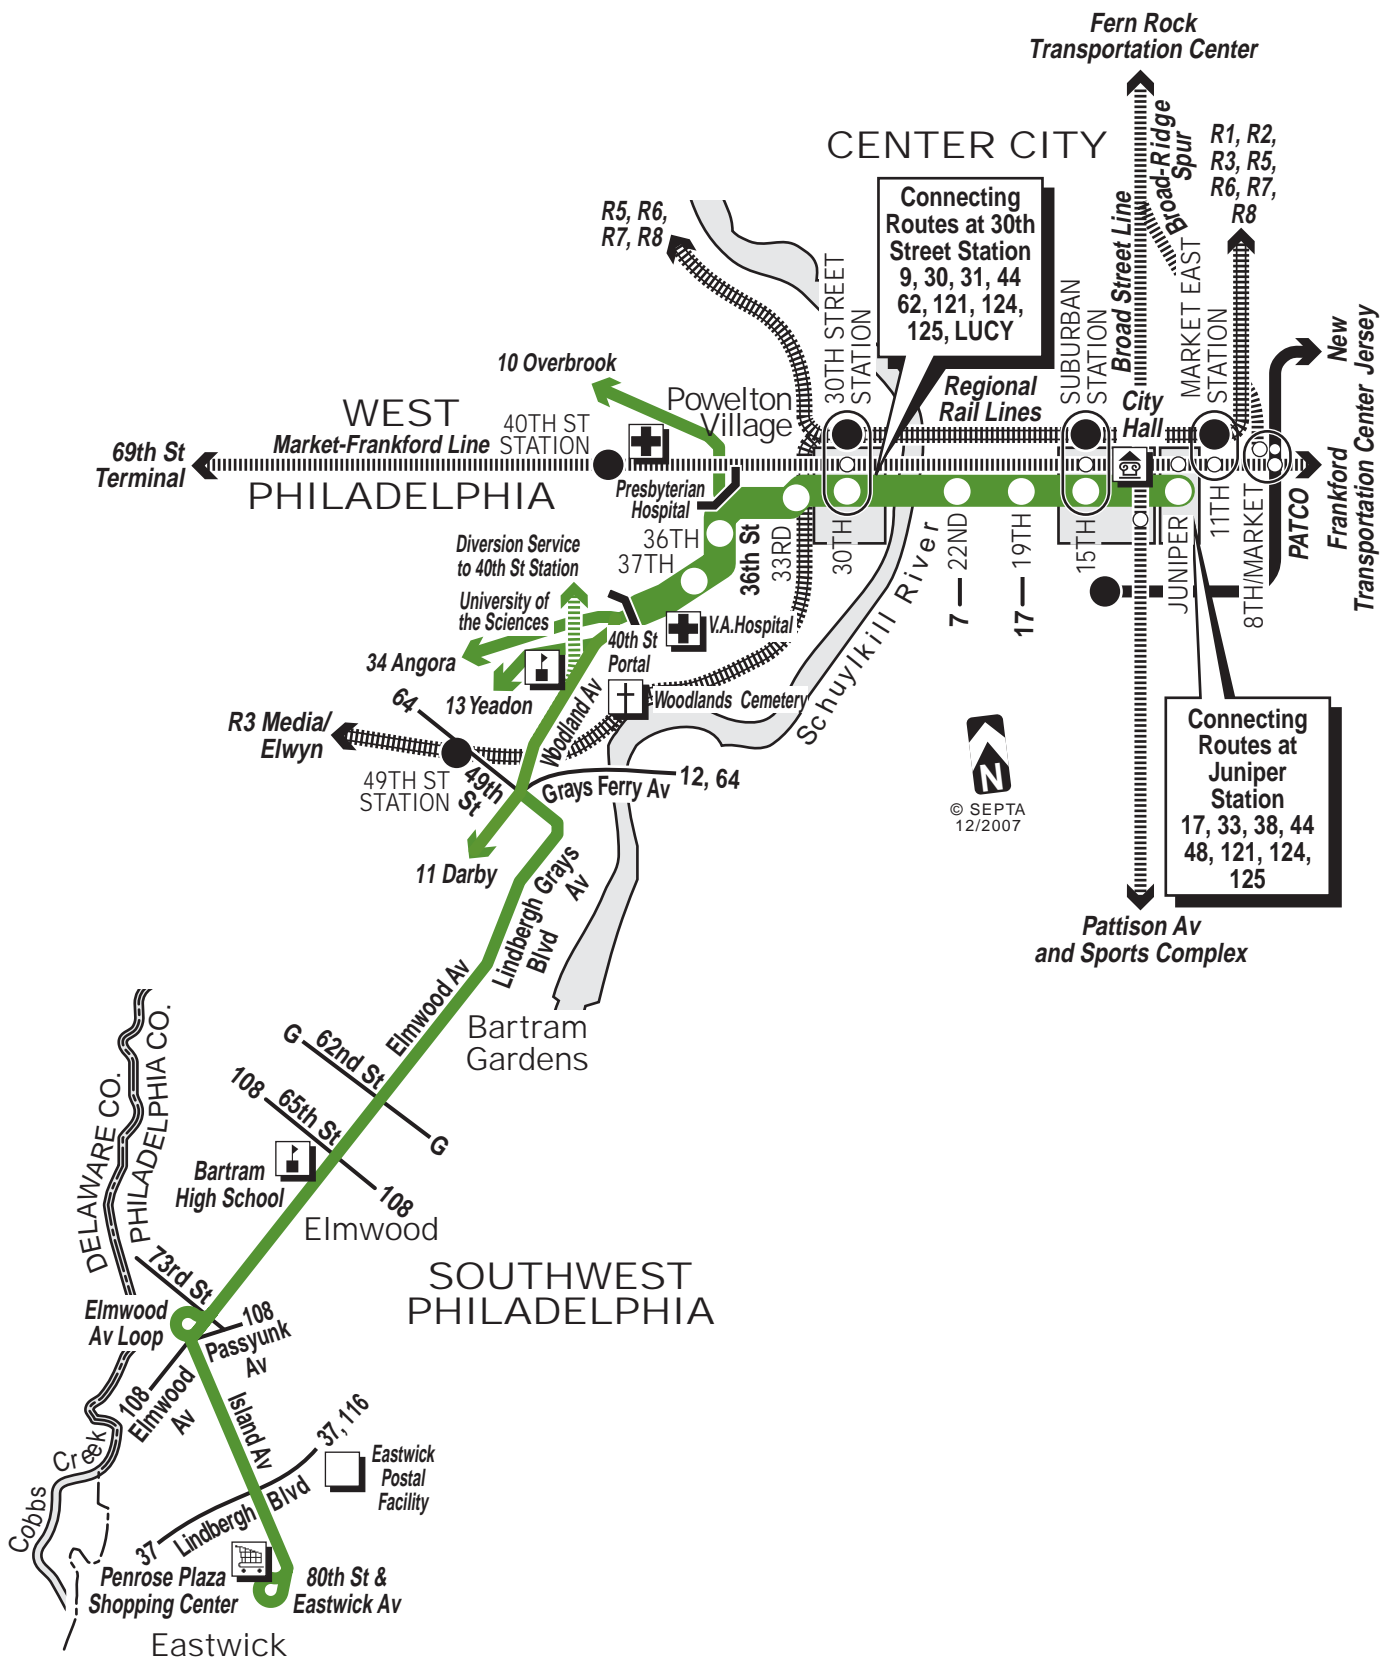 Fern Rock
Transportation Center
CENTER CITY
Broad-Ridge
Spur
R1, R2,
R3, R5,
R6, R7,
R8
R5, R6,
R7, R8
Connecting
Routes at 30th
Street Station
9, 30, 31, 44
62, 121, 124,
125, LUCY
30TH STREET
STATION
SUBURBAN
STATION
Broad Street Line
MARKET EAST
STATION
New
Jersey
10 Overbrook
Powelton
Village
Regional
Rail Lines
City
Hall
WEST
PHILADELPHIA
40TH ST
STATION
Market-Frankford Line
69th St
Terminal
Presbyterian
Hospital
36TH
37TH
36th St
33RD
30TH
22ND
19TH
15TH
JUNIPER
11TH
8TH/MARKET
PATCO
Frankford
Transportation Center
7
17
Schuylkill River
Diversion Service
to 40th St Station
University of
the Sciences
V.A.Hospital
40th St
Portal
34 Angora
13 Yeadon
Woodland Av
Woodlands Cemetery
64
R3 Media/
Elwyn
49TH ST
STATION
49th
St
Grays Ferry Av
12, 64
N
© SEPTA
12/2007
Connecting
Routes at
Juniper
Station
17, 33, 38, 44
48, 121, 124,
125
11 Darby
Grays
Av
Lindbergh
Blvd
Pattison Av
and Sports Complex
Elmwood Av
Bartram
Gardens
DELAWARE CO.
PHILADELPHIA CO.
G
62nd St
G
108
65th St
108
Bartram
High School
Elmwood
SOUTHWEST
PHILADELPHIA
73rd St
Elmwood
Av Loop
108
Passyunk
Av
108
Elmwood
Av
Island Av
37, 116
Eastwick
Postal
Facility
Cobbs Creek
37
Lindbergh Blvd
Penrose Plaza
Shopping Center
80th St &
Eastwick Av
Eastwick